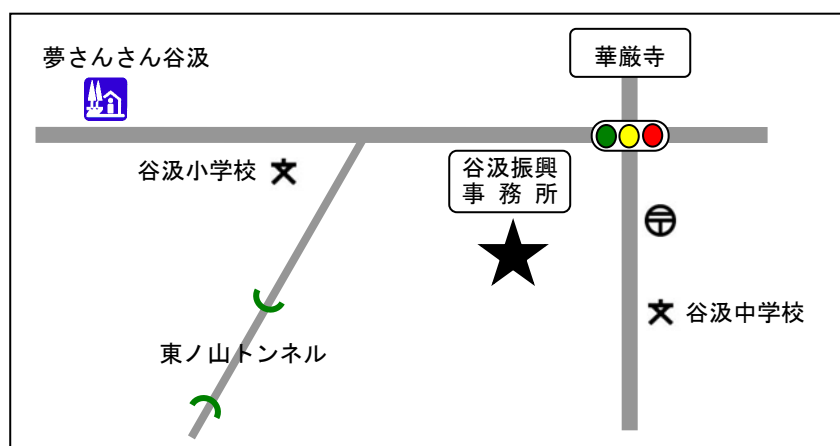 夢さんさん谷汲
華厳寺
谷汲小学校
谷汲振興
事務所
谷汲中学校
東ノ山トンネル